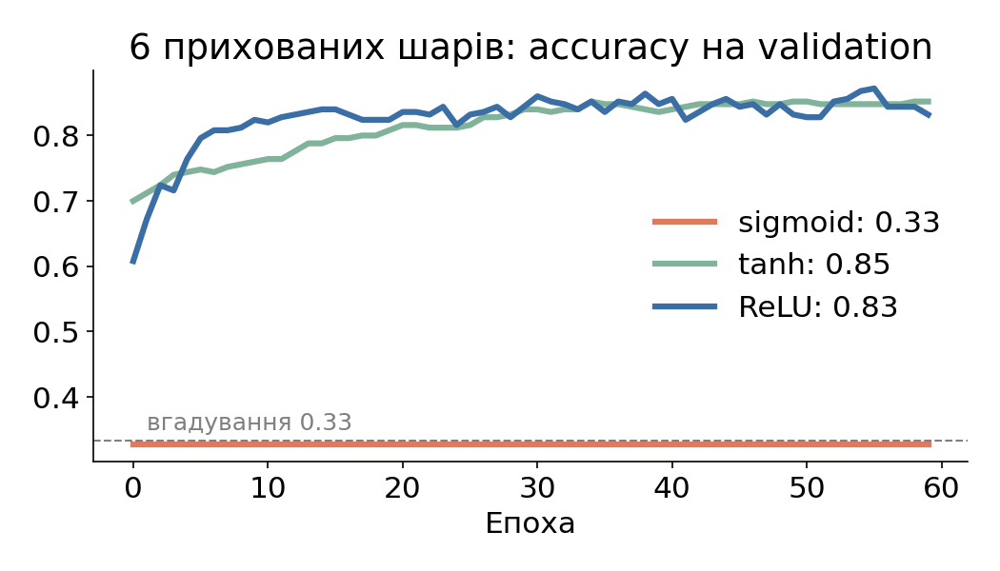 6 прихованих шарів: accuracy на validation
0.8
0.7
0.6
0.5
0.4
sigmoid: 0.33
tanh: 0.85
ReLU: 0.83
вгадування 0.33
0 10 20 30 40 50 60
Епоха